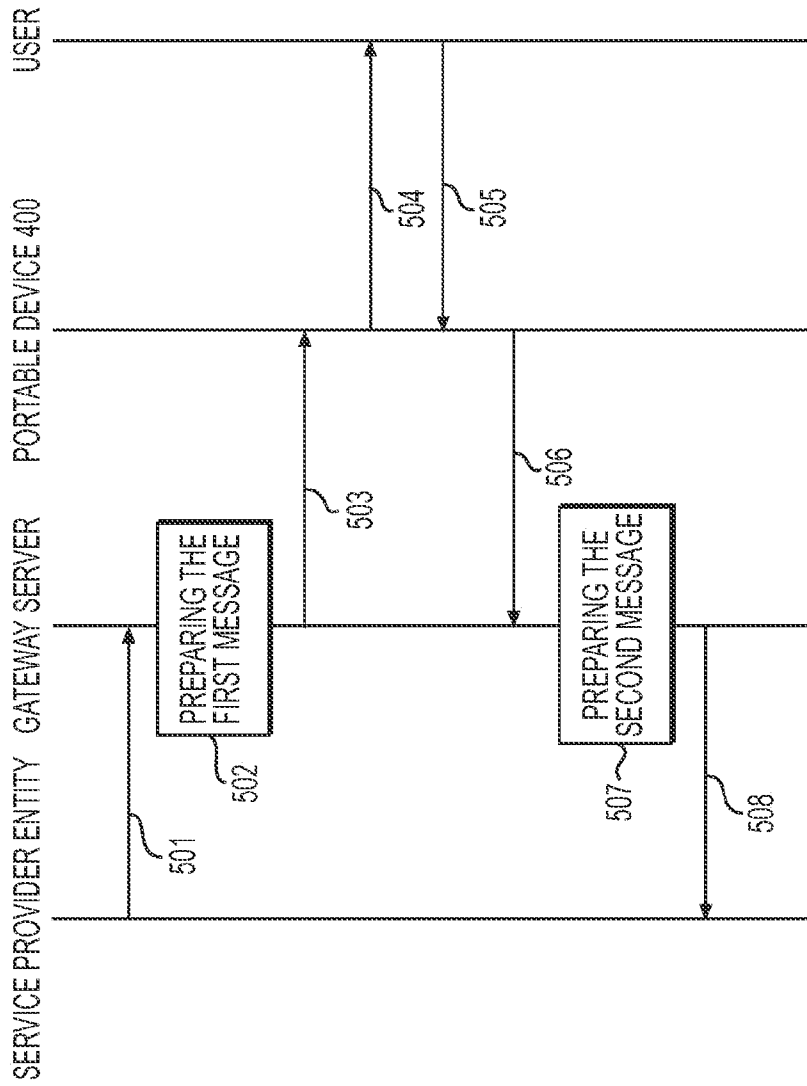 SERVICE PROVIDER ENTITY
GATEWAY SERVER
PORTABLE DEVICE 400
USER
501
PREPARING THE
FIRST MESSAGE
502
503
504
505
506
PREPARING THE
SECOND MESSAGE
507
508